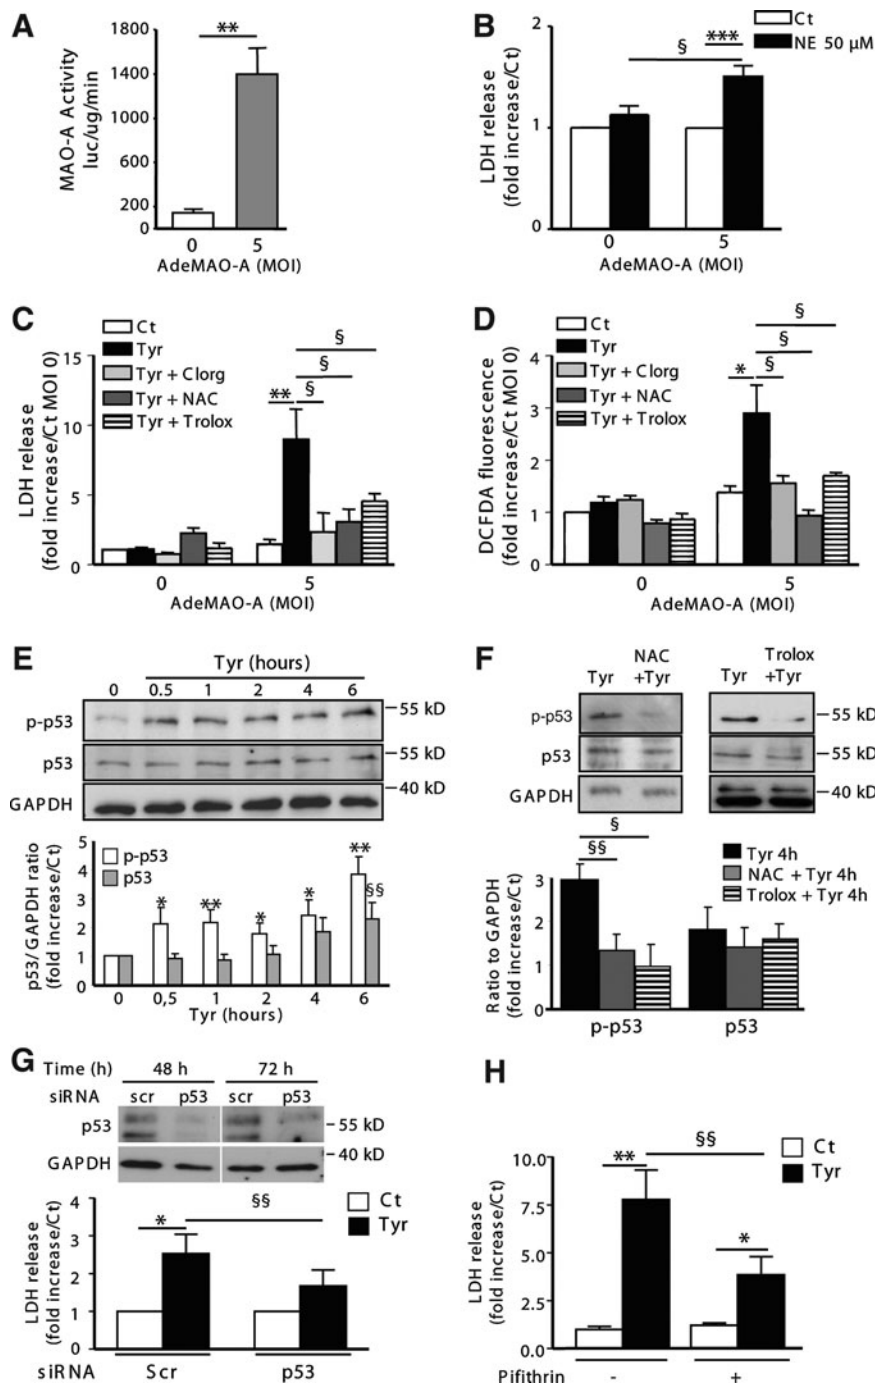 A
MAO-A Activity
luc/ug/min
1800
1400
1000
600
200
0
**
0 5
AdeMAO-A (MOI)
B
LDH release
(fold increase/Ct)
2
1
0
Ct
NE 50 µM
§
***
0 5
AdeMAO-A (MOI)
C
LDH release
(fold increase/Ct MOI 0)
15
10
5
0
Ct
Tyr
Tyr + Clorg
Tyr + NAC
Tyr + Trolox
§
§
** §
0 5
AdeMAO-A (MOI)
D
DCFDA fluorescence
(fold increase/Ct MOI 0)
4
3
2
1
0
Ct
Tyr
Tyr + Clorg
Tyr + NAC
Tyr + Trolox
§
§
* §
0 5
AdeMAO-A (MOI)
E
Tyr (hours)
0 0.5 1 2 4 6
p-p53
55 kD
p53
55 kD
GAPDH
40 kD
p53/GAPDH ratio
(fold increase/Ct)
5
4
3
2
1
0
p-p53
p53
* ** * * ** §§
0 0,5 1 2 4 6
Tyr (hours)
F
Tyr NAC +Tyr
Tyr Trolox +Tyr
p-p53
55 kD
p53
55 kD
GAPDH
40 kD
Ratio to GAPDH
(fold increase/Ct)
3
2
1
0
§
§§
Tyr 4h
NAC + Tyr 4h
Trolox + Tyr 4h
p-p53 p53
G
Time (h) 48 h 72 h
siRNA scr p53 scr p53
p53
55 kD
GAPDH
40 kD
LDH release
(fold increase/Ct)
4
3
2
1
0
Ct
Tyr
* §§
siRNA Scr p53
H
LDH release
(fold increase/Ct)
10.0
7.5
5.0
2.5
0.0
Ct
Tyr
** §§
*
Pifithrin - +